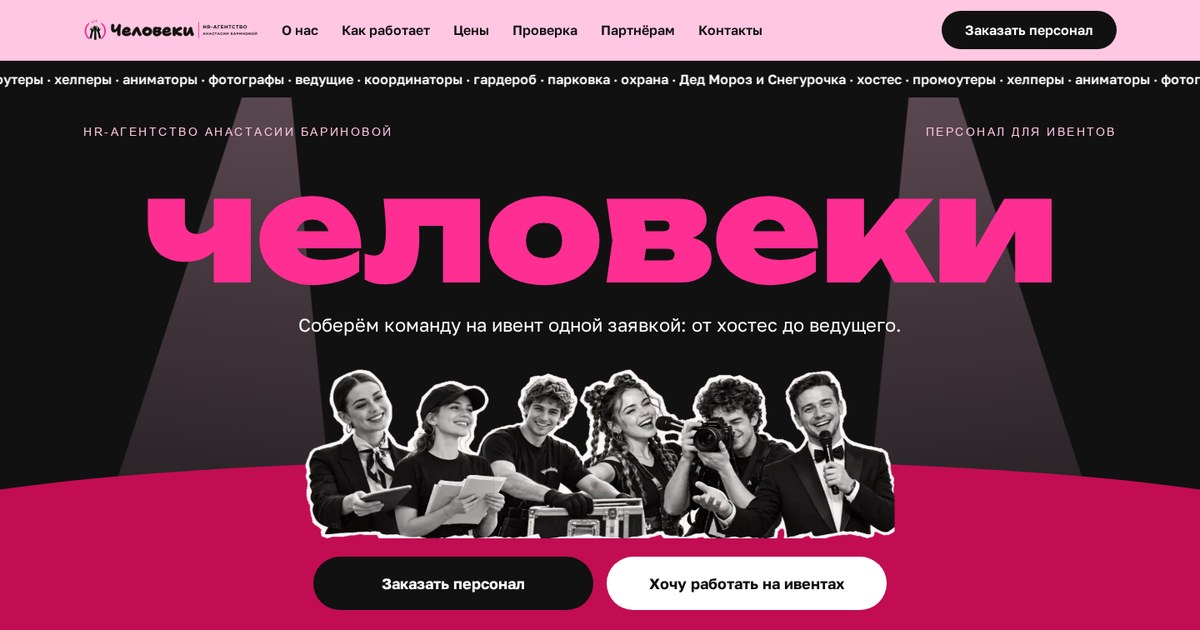 Человеки
HR-АГЕНТСТВО
АНАСТАСИИ БАРИНОВОЙ
О нас
Как работает
Цены
Проверка
Партнёрам
Контакты
Заказать персонал
оутеры · хелперы · аниматоры · фотографы · ведущие · координаторы · гардероб · парковка · охрана · Дед Мороз и Снегурочка · хостес · промоутеры · хелперы · аниматоры · фотог
HR-АГЕНТСТВО АНАСТАСИИ БАРИНОВОЙ
ПЕРСОНАЛ ДЛЯ ИВЕНТОВ
человеки
Соберём команду на ивент одной заявкой: от хостес до ведущего.
Заказать персонал
Хочу работать на ивентах